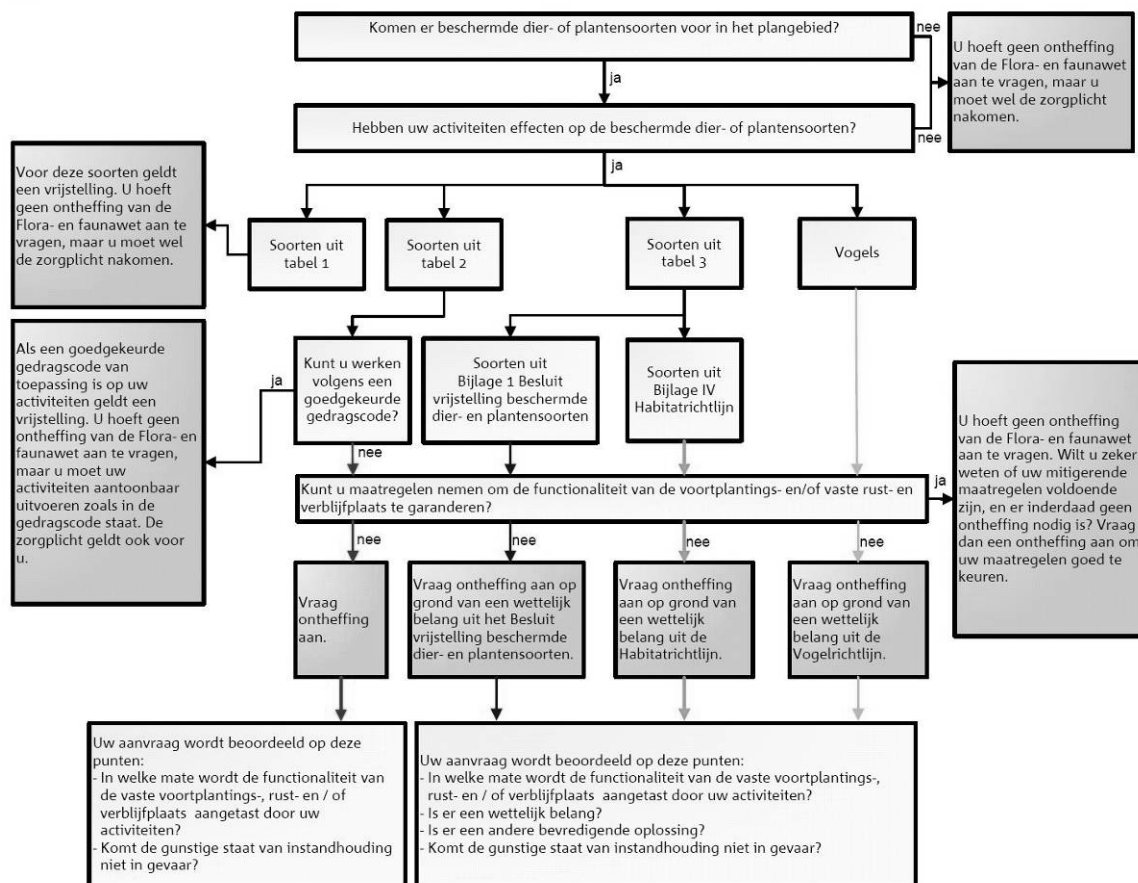 Komen er beschermde dier- of plantensoorten voor in het plangebied?
nee
U hoeft geen ontheffing
van de Flora- en faunawet
aan te vragen, maar u
moet wel de zorgplicht
nakomen.
ja
Hebben uw activiteiten effecten op de beschermde dier- of plantensoorten?
nee
ja
Voor deze soorten geldt
een vrijstelling. U hoeft
geen ontheffing van de
Flora- en faunawet aan te
vragen, maar u moet wel
de zorgplicht nakomen.
Soorten uit
tabel 1
Soorten uit
tabel 2
Soorten uit
tabel 3
Vogels
Als een goedgekeurde
gedragscode van
toepassing is op uw
activiteiten geldt een
vrijstelling. U hoeft geen
ontheffing van de Flora- en
faunawet aan te vragen,
maar u moet uw
activiteiten aantoonbaar
uitvoeren zoals in de
gedragscode staat. De
zorgplicht geldt ook voor
u.
ja
Kunt u werken
volgens een
goedgekeurde
gedragscode?
Soorten uit
Bijlage 1 Besluit
vrijstelling beschermde
dier- en plantensoorten
Soorten uit
Bijlage IV
Habitatrichtlijn
nee
Kunt u maatregelen nemen om de functionaliteit van de voortplantings- en/of vaste rust- en
verblijfplaats te garanderen?
ja
U hoeft geen ontheffing
van de Flora- en faunawet
aan te vragen. Wilt u zeker
weten of uw mitigerende
maatregelen voldoende
zijn, en er inderdaad geen
ontheffing nodig is? Vraag
dan een ontheffing aan om
uw maatregelen goed te
keuren.
nee
nee
nee
nee
Vraag
ontheffing
aan.
Vraag ontheffing aan op
grond van een wettelijk
belang uit het Besluit
vrijstelling beschermde
dier- en plantensoorten.
Vraag ontheffing
aan op grond van
een wettelijk
belang uit de
Habitatrichtlijn.
Vraag ontheffing
aan op grond van
een wettelijk
belang uit de
Vogelrichtlijn.
Uw aanvraag wordt beoordeeld op deze
punten:
- In welke mate wordt de functionaliteit van
de vaste voortplantings-, rust- en / of
verblijfplaats aangetast door uw
activiteiten?
- Komt de gunstige staat van instandhouding
niet in gevaar?
Uw aanvraag wordt beoordeeld op deze punten:
- In welke mate wordt de functionaliteit van de vaste voortplantings-,
rust- en / of verblijfplaats aangetast door uw activiteiten?
- Is er een wettelijk belang?
- Is er een andere bevredigende oplossing?
- Komt de gunstige staat van instandhouding niet in gevaar?